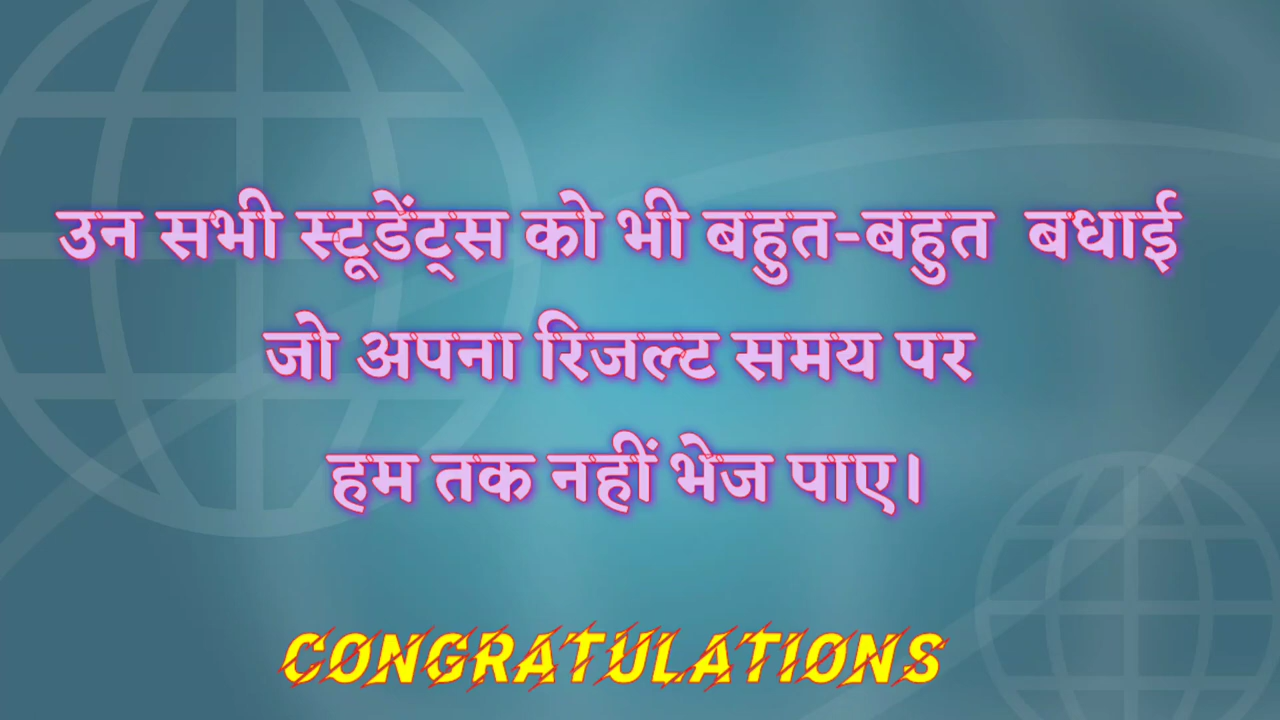 उन सभी स्टूडेंट्स को भी बहुत-बहुत बधाई
जो अपना रिजल्ट समय पर
हम तक नहीं भेज पाए।
CONGRATULATIONS